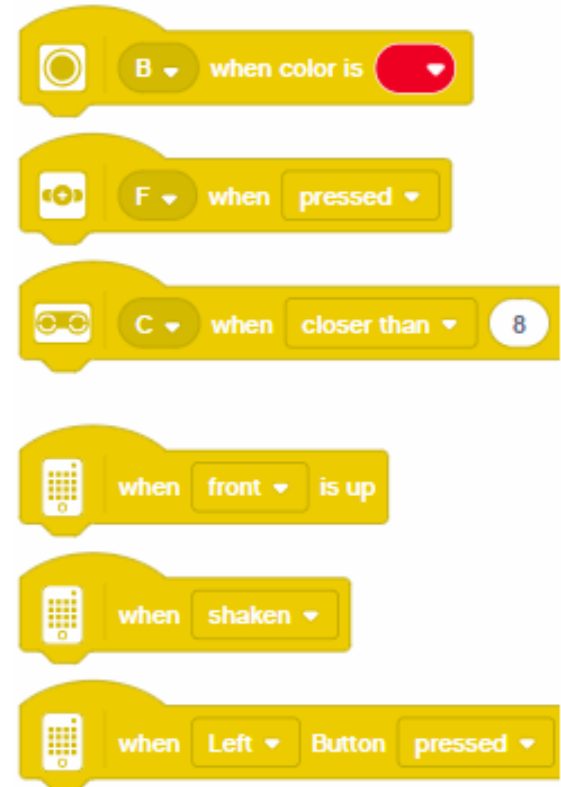 B when color is
F when pressed
C when closer than 8
when front is up
when shaken
when Left Button pressed